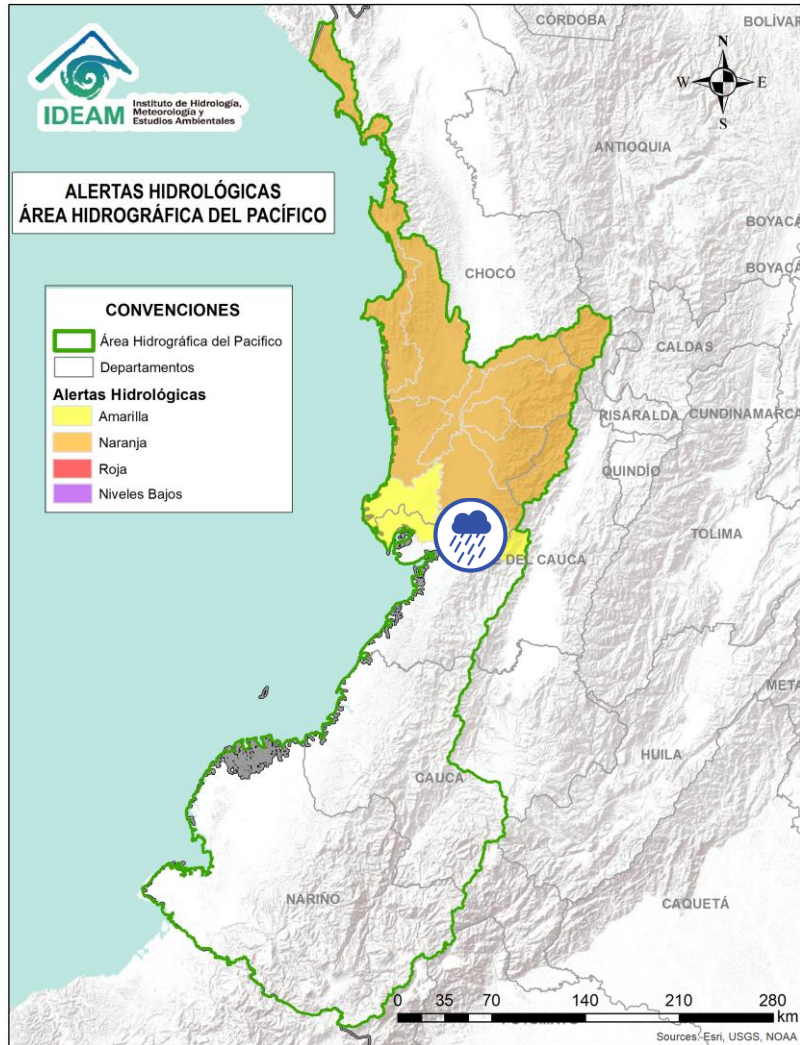 IDEAM
Instituto de Hidrología,
Meteorología y
Estudios Ambientales
ALERTAS HIDROLÓGICAS
ÁREA HIDROGRÁFICA DEL PACÍFICO
CONVENCIONES
Área Hidrográfica del Pacifico
Departamentos
Alertas Hidrológicas
Amarilla
Naranja
Roja
Niveles Bajos
N
W E
S
CÓRDOBA
BOLÍVAR
ANTIOQUIA
BOYACÁ
BOYACÁ
CHOCÓ
CALDAS
RISARALDA
CUNDINAMARCA
QUINDÍO
TOLIMA
DEL CAUCA
META
HUILA
CAUCA
NARIÑO
CAQUETÁ
0 35 70 140 210 280
km
Sources: Esri, USGS, NOAA